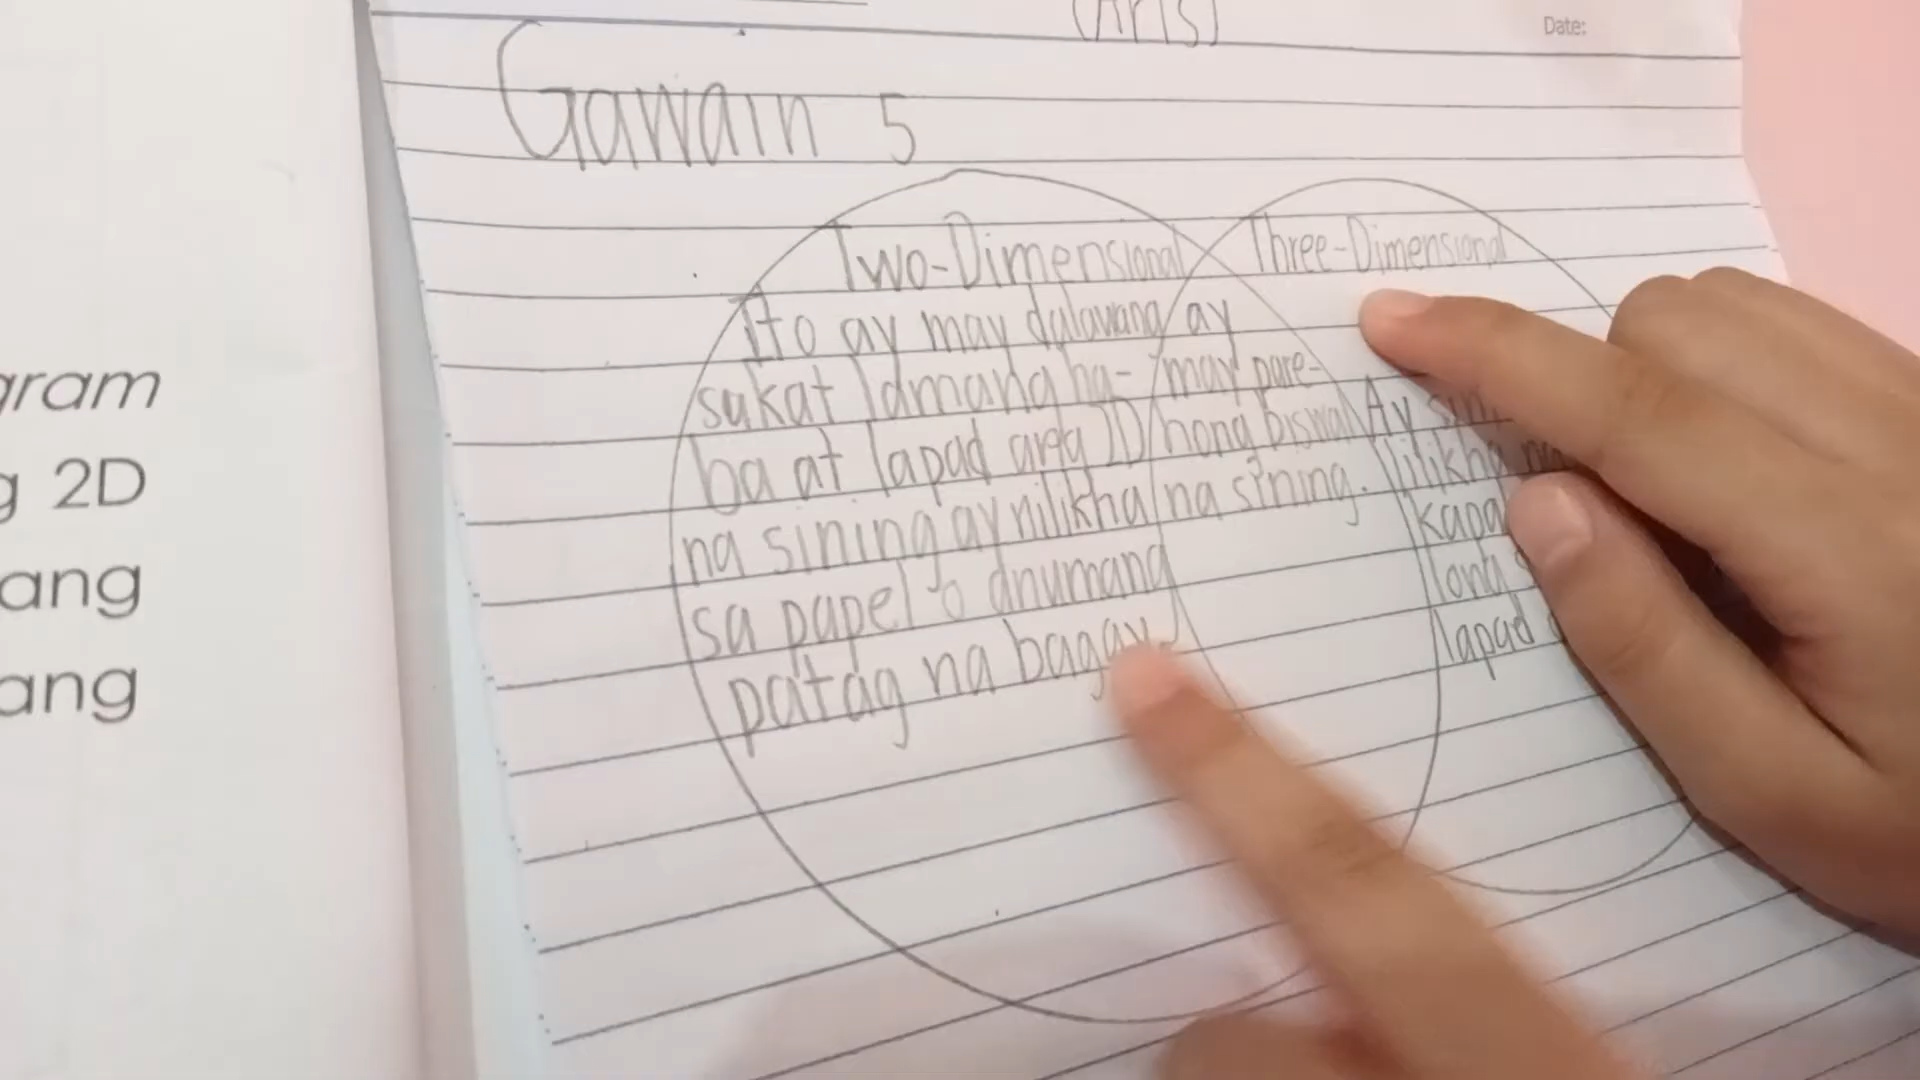 (Arts)
Date:
Gawain 5
gram
g 2D
ang
ang
Two-Dimensional
Ito ay may dalawang
sukat lamang ha-
ba at lapad ang 2D
na sining ay nilikha
sa papel o anumang
patag na bagay
ay
may pare-
hong biswal
na sining.
Three-Dimensional
Ay
nilikha na
lapad